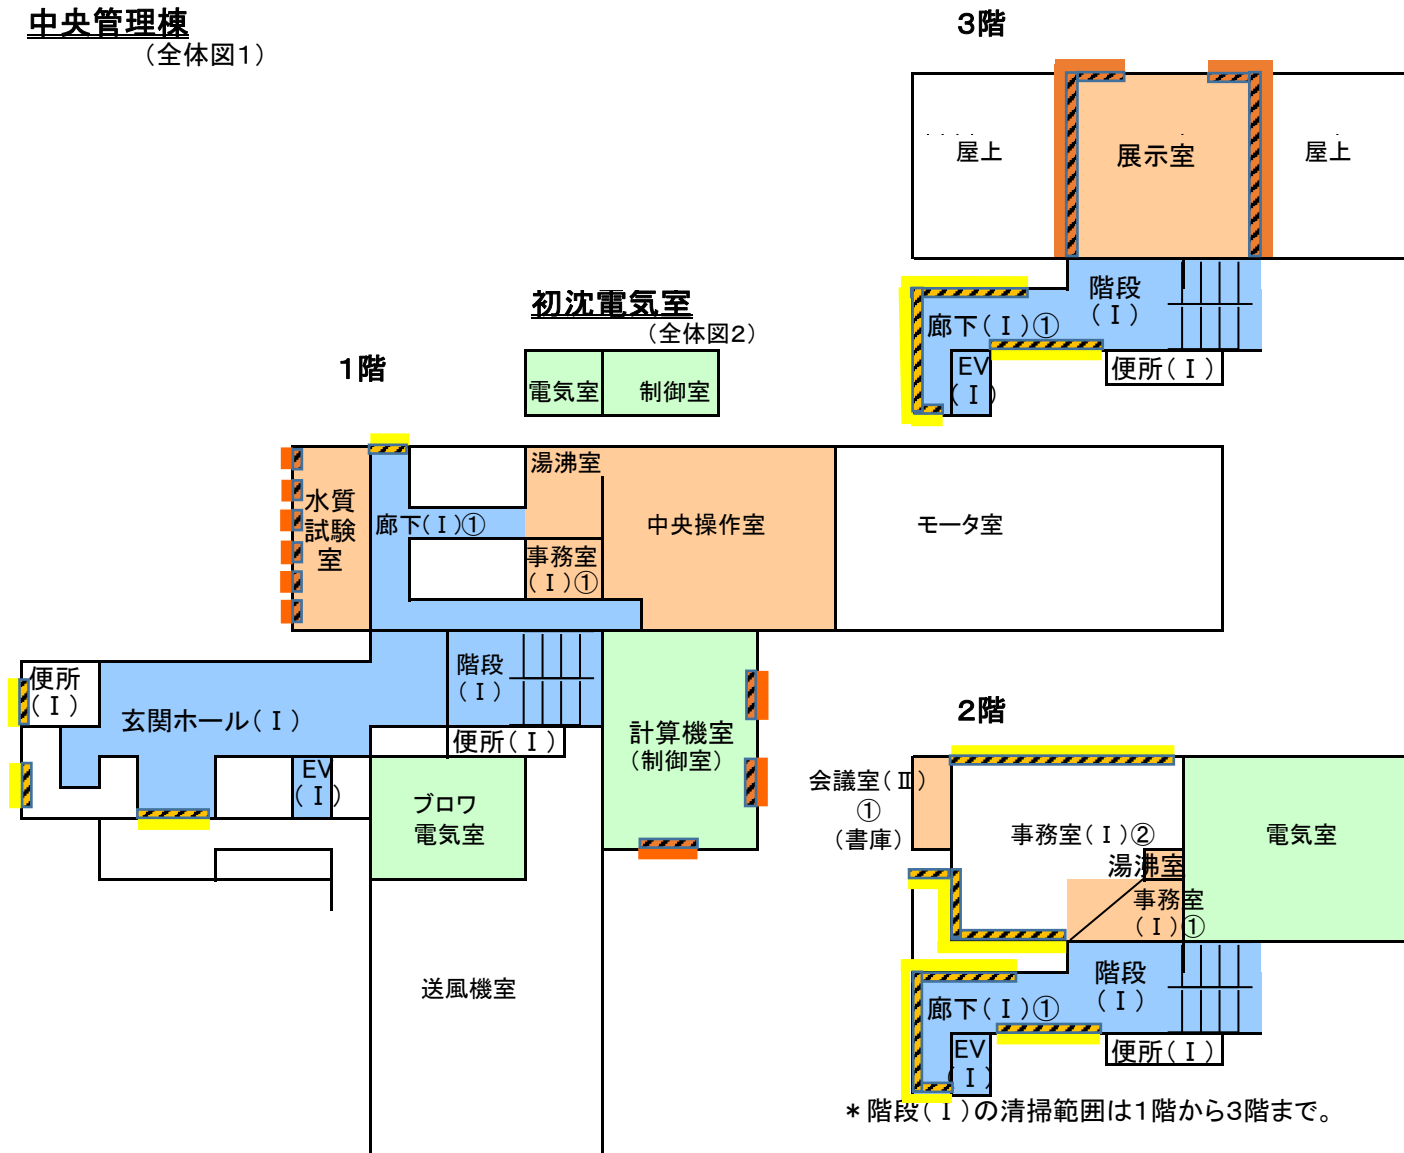 中央管理棟
(全体図1)
3階
屋上
展示室
屋上
階段
(Ⅰ)
廊下(Ⅰ)①
EV
(Ⅰ)
便所(Ⅰ)
初沈電気室
(全体図2)
電気室
制御室
1階
湯沸室
水質
試験
室
廊下(Ⅰ)①
事務室
(Ⅰ)①
中央操作室
モータ室
便所
(Ⅰ)
玄関ホール(Ⅰ)
階段
(Ⅰ)
便所(Ⅰ)
EV
(Ⅰ)
計算機室
(制御室)
ブロワ
電気室
送風機室
2階
会議室(Ⅱ)
①
(書庫)
事務室(Ⅰ)②
湯沸室
事務室
(Ⅰ)①
電気室
階段
(Ⅰ)
廊下(Ⅰ)①
EV
(Ⅰ)
便所(Ⅰ)
*階段(Ⅰ)の清掃範囲は1階から3階まで。